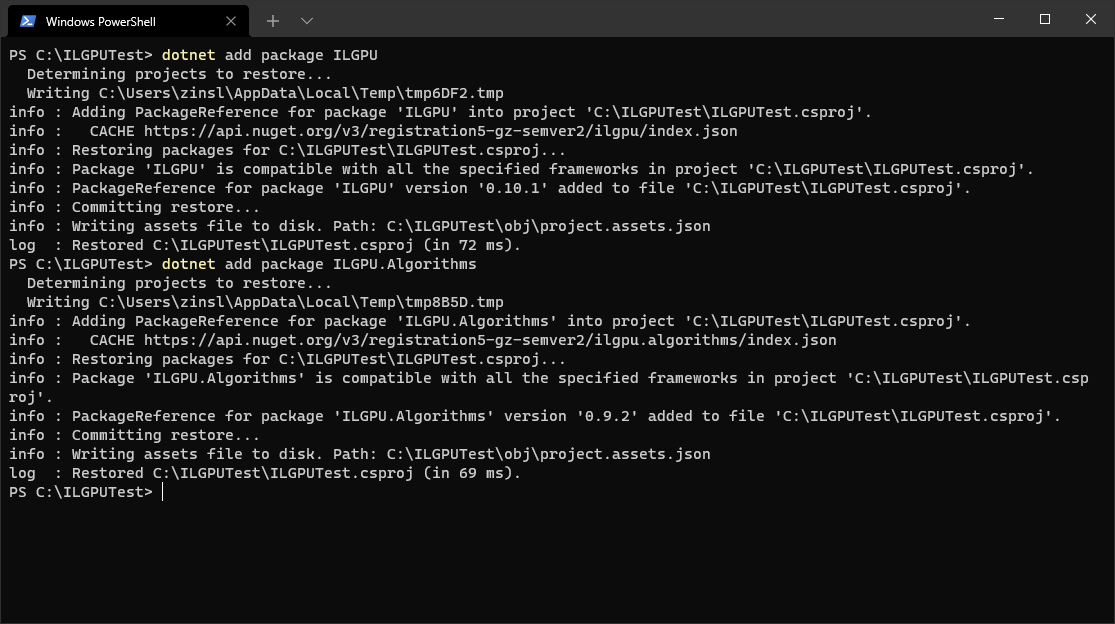 Windows PowerShell
PS C:\ILGPUTest> dotnet add package ILGPU
  Determining projects to restore...
  Writing C:\Users\zinsl\AppData\Local\Temp\tmp6DF2.tmp
info : Adding PackageReference for package 'ILGPU' into project 'C:\ILGPUTest\ILGPUTest.csproj'.
info :   CACHE https://api.nuget.org/v3/registration5-gz-semver2/ilgpu/index.json
info : Restoring packages for C:\ILGPUTest\ILGPUTest.csproj...
info : Package 'ILGPU' is compatible with all the specified frameworks in project 'C:\ILGPUTest\ILGPUTest.csproj'.
info : PackageReference for package 'ILGPU' version '0.10.1' added to file 'C:\ILGPUTest\ILGPUTest.csproj'.
info : Committing restore...
info : Writing assets file to disk. Path: C:\ILGPUTest\obj\project.assets.json
log  : Restored C:\ILGPUTest\ILGPUTest.csproj (in 72 ms).
PS C:\ILGPUTest> dotnet add package ILGPU.Algorithms
  Determining projects to restore...
  Writing C:\Users\zinsl\AppData\Local\Temp\tmp8B5D.tmp
info : Adding PackageReference for package 'ILGPU.Algorithms' into project 'C:\ILGPUTest\ILGPUTest.csproj'.
info :   CACHE https://api.nuget.org/v3/registration5-gz-semver2/ilgpu.algorithms/index.json
info : Restoring packages for C:\ILGPUTest\ILGPUTest.csproj...
info : Package 'ILGPU.Algorithms' is compatible with all the specified frameworks in project 'C:\ILGPUTest\ILGPUTest.csp
roj'.
info : PackageReference for package 'ILGPU.Algorithms' version '0.9.2' added to file 'C:\ILGPUTest\ILGPUTest.csproj'.
info : Committing restore...
info : Writing assets file to disk. Path: C:\ILGPUTest\obj\project.assets.json
log  : Restored C:\ILGPUTest\ILGPUTest.csproj (in 69 ms).
PS C:\ILGPUTest>